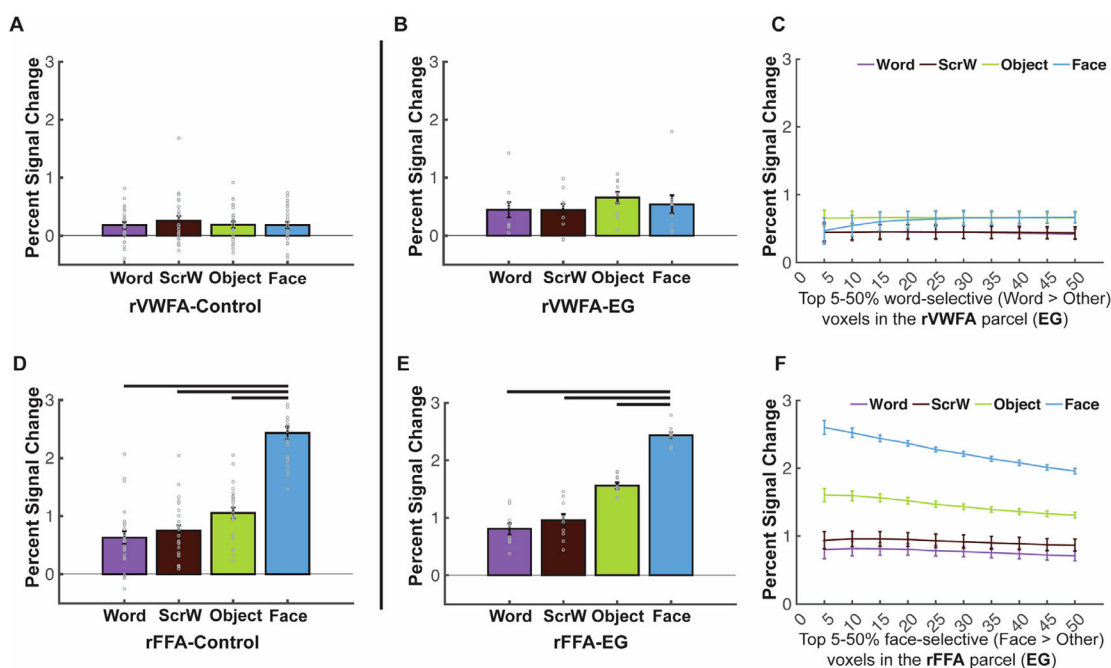 A
Percent Signal Change
3
2
1
0
Word ScrW Object Face
rVWFA-Control
B
Percent Signal Change
3
2
1
0
Word ScrW Object Face
rVWFA-EG
C
Word ScrW Object Face
Percent Signal Change
3
2
1
0
0 5 10 15 20 25 30 35 40 45 50
Top 5-50% word-selective (Word > Other)
voxels in the rVWFA parcel (EG)
D
Percent Signal Change
3
2
1
0
Word ScrW Object Face
rFFA-Control
E
Percent Signal Change
3
2
1
0
Word ScrW Object Face
rFFA-EG
F
Word ScrW Object Face
Percent Signal Change
3
2
1
0
0 5 10 15 20 25 30 35 40 45 50
Top 5-50% face-selective (Face > Other)
voxels in the rFFA parcel (EG)